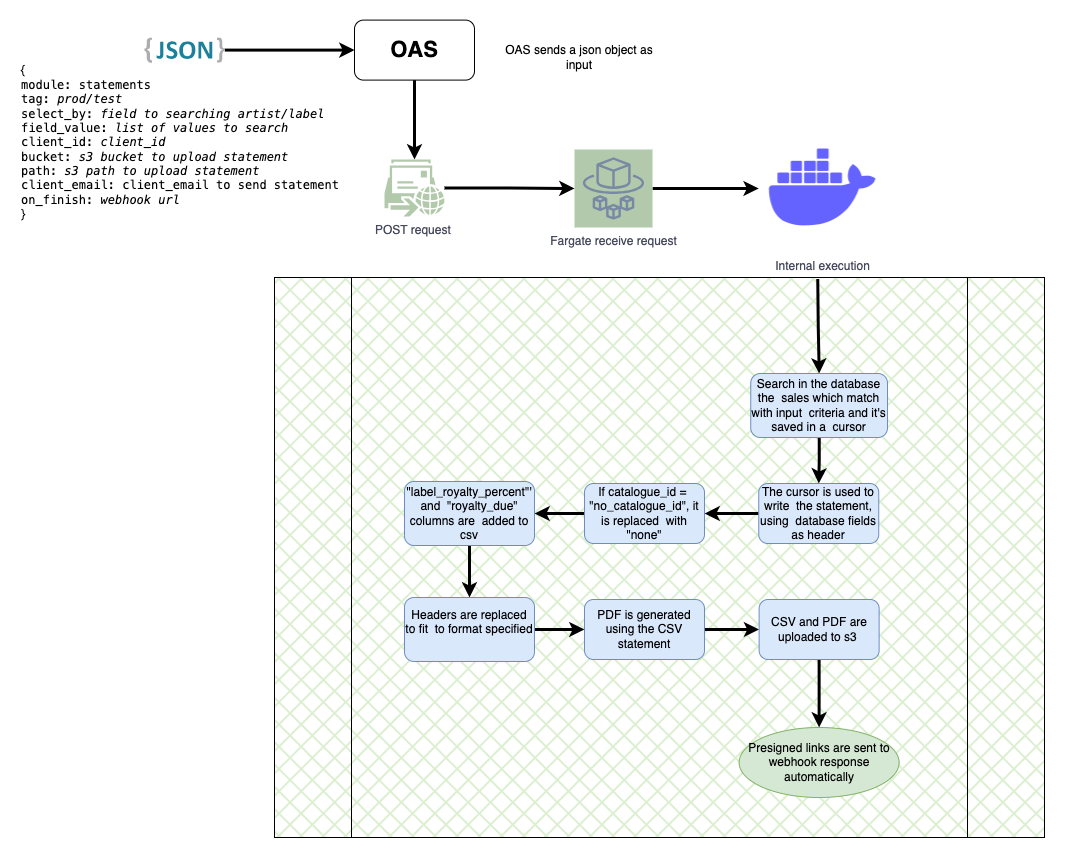 {JSON}
OAS
OAS sends a json object as
input
{
module: statements
tag: prod/test
select_by: field to searching artist/label
field_value: list of values to search
client_id: client_id
bucket: s3 bucket to upload statement
path: s3 path to upload statement
client_email: client_email to send statement
on_finish: webhook url
}
POST request
Fargate receive request
Internal execution
Search in the database
the sales which match
with input criteria and it's
saved in a cursor
The cursor is used to
write the statement,
using database fields
as header
If catalogue_id =
"no_catalogue_id", it
is replaced with
"none"
"label_royalty_percent'"
and "royalty_due"
columns are added to
csv
Headers are replaced
to fit to format specified
PDF is generated
using the CSV
statement
CSV and PDF are
uploaded to s3
Presigned links are sent to
webhook response
automatically